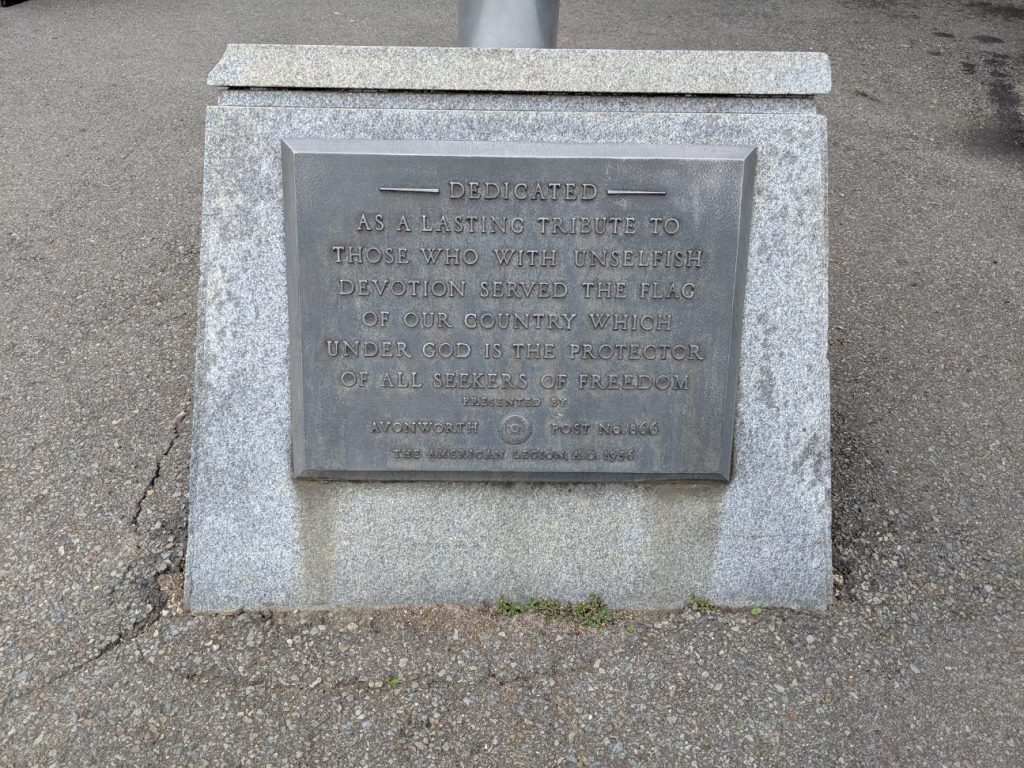 DEDICATED
AS A LASTING TRIBUTE TO
THOSE WHO WITH UNSELFISH
DEVOTION SERVED THE FLAG
OF OUR COUNTRY WHICH
UNDER GOD IS THE PROTECTOR
OF ALL SEEKERS OF FREEDOM
PRESENTED BY
AVONWORTH POST NO. 866
THE AMERICAN LEGION, A.D. 1956